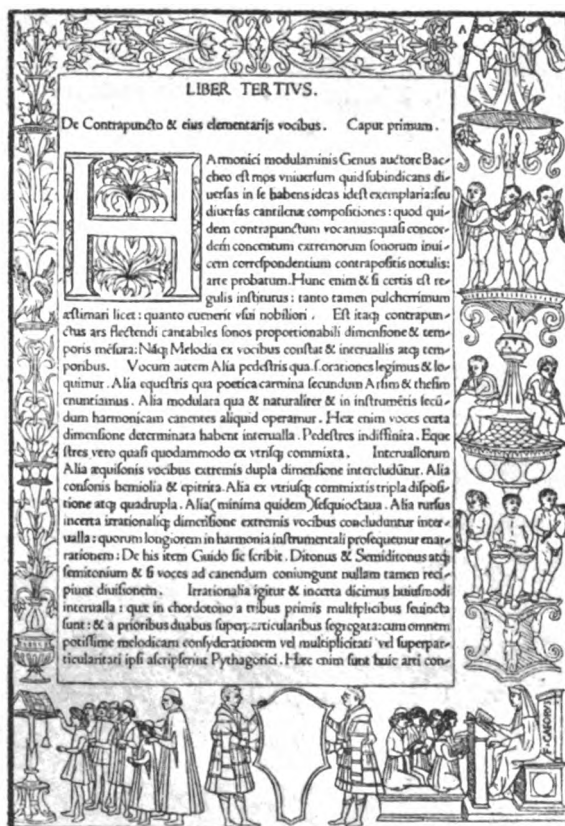 LIBER TERTIVS.
De Contrapuncto & eius elementarijs vocibus. Caput primum.
HArmonici modulaminis Genus auctore Bac-
cheo est mos vniuersum quid subindicans di-
uersas in se habens ideas idest exemplaria: seu
diuersas cantilenæ compositiones: quod qui-
dem contrapunctum vocamus: quasi concor-
dem concentum extremorum sonorum inui-
cem correspondentium contrapositis notulis:
arte probatum. Hunc enim & si certis est re-
gulis institutus: tanto tamen pulcherrimum
æstimari licet: quanto euenerit vsui nobiliori. Est itaq; contrapun-
ctus ars flectendi cantabiles sonos proportionabili dimensione & tem-
poris mēsura: Nāq; Melodia ex vocibus constat & interuallis atq; tem-
poribus. Vocum autem Alia pedestris qua .s. orationes legimus & lo-
quimur. Alia equestris qua poetica carmina secundum Arsim & thesim
enuntiamus. Alia modulata qua & naturaliter & in instrumētis secū-
dum harmonicam canentes aliquid operamur. Hæ enim voces certa
dimensione determinata habent interualla. Pedestres indiffinita. Eque
stres vero quasi quodammodo ex vtrisq; commixta. Interuallorum
Alia æquisonis vocibus extremis dupla dimensione intercludūtur. Alia
consonis hemiolia & epitrita. Alia ex vtriusq; commixtis tripla disposi-
tione atq; quadrupla. Alia (minima quidem) sesquioctaua. Alia rursus
incerta irrationaliq; dimensione extremis vocibus concluduntur inter-
ualla: quorum longiorem in harmonia instrumentali prosequemur enar-
rationem: De his item Guido sic scribit. Ditonus & Semiditonus atq;
semitonium & si voces ad canendum coniungunt nullam tamen reci-
piunt diuisionem. Irrationalia igitur & incerta dicimus huiusmodi
interualla: quæ in chordotono a tribus primis multiplicibus seiuncta
sunt: & a prioribus duabus superparticularibus segregata: cum omnem
potissime melodicam consyderationem vel multiplicitati vel superpar-
ticularitati ipsi ascripserint Pythagorici. Hæc enim sunt huic arti con-
F. GAFORIVS